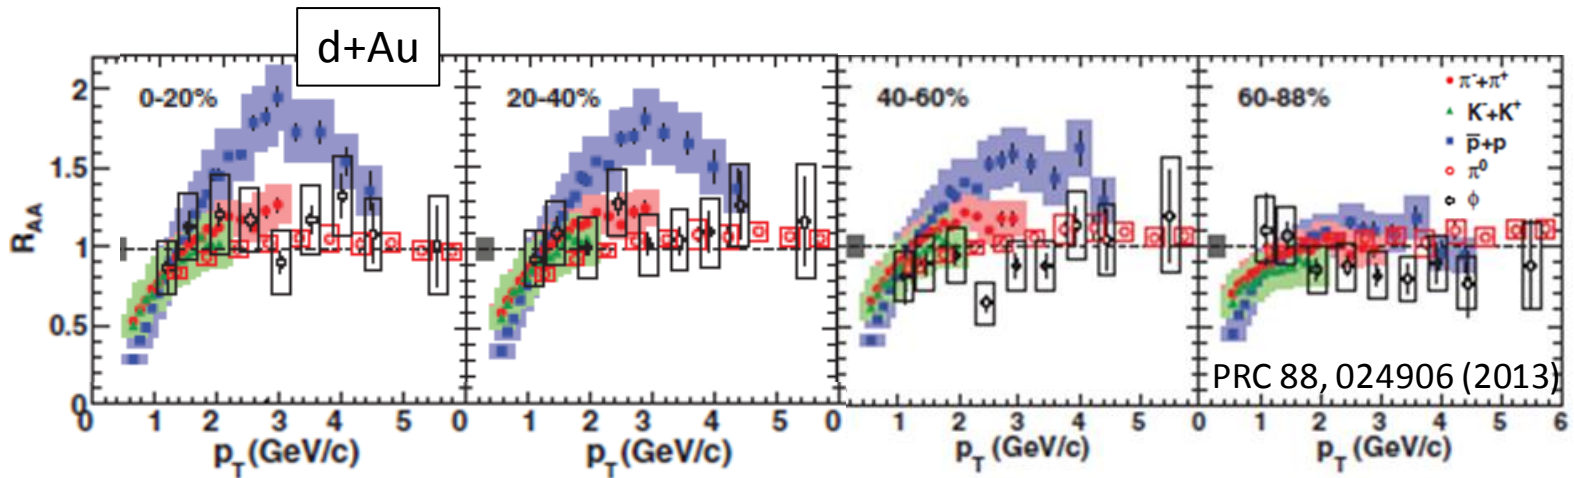 d+Au
0-20%
20-40%
40-60%
60-88%
π⁻+π⁺
K⁻+K⁺
p̅+p
π⁰
ϕ
R_AA
2
1.5
1
0.5
0
PRC 88, 024906 (2013)
0 1 2 3 4 5 0 1 2 3 4 5 0 1 2 3 4 5 0 1 2 3 4 5 6
p_T (GeV/c) p_T (GeV/c) p_T (GeV/c) p_T (GeV/c)